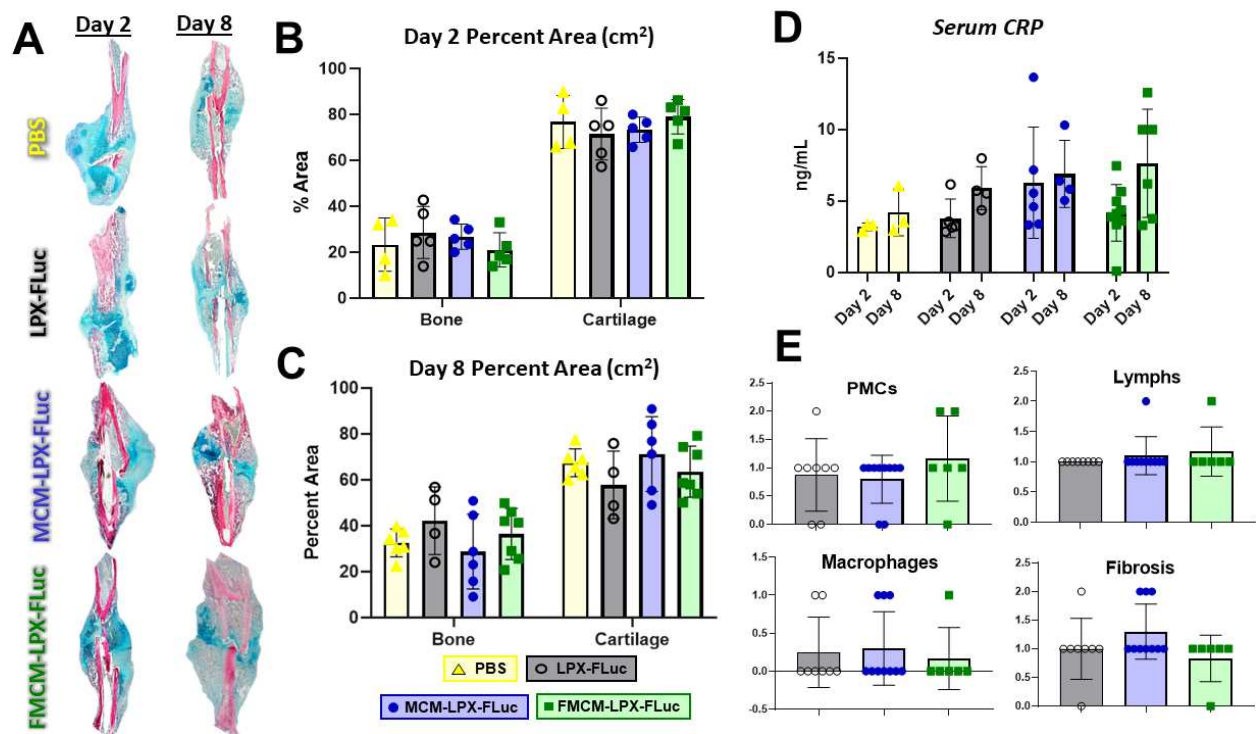 A
Day 2 Day 8
PBS
LPX-FLuc
MCM-LPX-FLuc
FMCM-LPX-FLuc
B
Day 2 Percent Area (cm²)
% Area
100
80
60
40
20
0
Bone Cartilage
C
Day 8 Percent Area (cm²)
Percent Area
100
80
60
40
20
0
Bone Cartilage
PBS LPX-FLuc
MCM-LPX-FLuc FMCM-LPX-FLuc
D
Serum CRP
ng/mL
15
10
5
0
Day 2 Day 8 Day 2 Day 8 Day 2 Day 8 Day 2 Day 8
E
PMCs
2.5
2.0
1.5
1.0
0.5
0.0
Lymphs
2.5
2.0
1.5
1.0
0.5
0.0
Macrophages
1.5
1.0
0.5
0.0
-0.5
Fibrosis
2.5
2.0
1.5
1.0
0.5
0.0